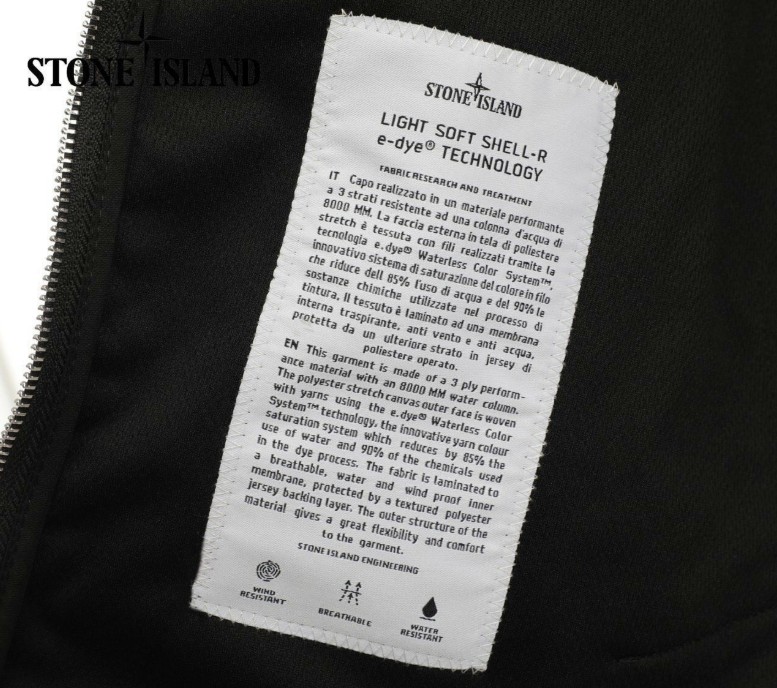 STONE ISLAND
STONE ISLAND
LIGHT SOFT SHELL-R
e-dye® TECHNOLOGY
FABRIC RESEARCH AND TREATMENT
IT Capo realizzato in un materiale performante
a 3 strati resistente ad una colonna d'acqua di
8000 MM. La faccia esterna in tela di poliestere
stretch è tessuta con fili realizzati tramite la
tecnologia e.dye® Waterless Color System™,
innovativo sistema di saturazione del colore in filo
che riduce dell 85% l'uso di acqua e del 90% le
sostanze chimiche utilizzate nel processo di
tintura. Il tessuto è laminato ad una membrana
interna traspirante, anti vento e anti acqua,
protetta da un ulteriore strato in jersey di
poliestere operato.
EN This garment is made of a 3 ply perform-
ance material with an 8000 MM water column.
The polyester stretch canvas outer face is woven
with yarns using the e.dye® Waterless Color
System™ technology, the innovative yarn colour
saturation system which reduces by 85% the
use of water and 90% of the chemicals used
in the dye process. The fabric is laminated to
a breathable, water and wind proof inner
membrane, protected by a textured polyester
jersey backing layer. The outer structure of the
material gives a great flexibility and comfort
to the garment.
STONE ISLAND ENGINEERING
WIND
RESISTANT
BREATHABLE
WATER
RESISTANT